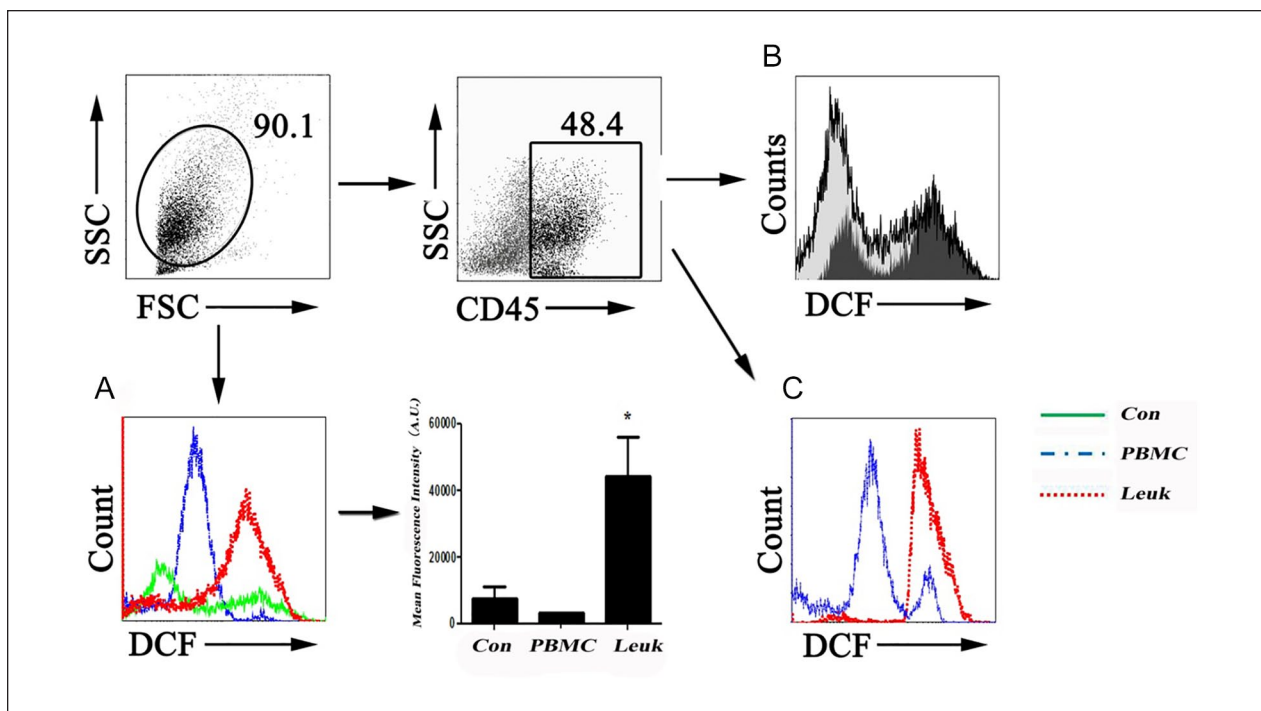 90.1
SSC
FSC
48.4
SSC
CD45
B
Counts
DCF
A
Count
DCF
Mean Fluorescence Intensity (A.U.)
60000
40000
20000
0
*
Con PBMC Leuk
C
Count
DCF
Con
PBMC
Leuk